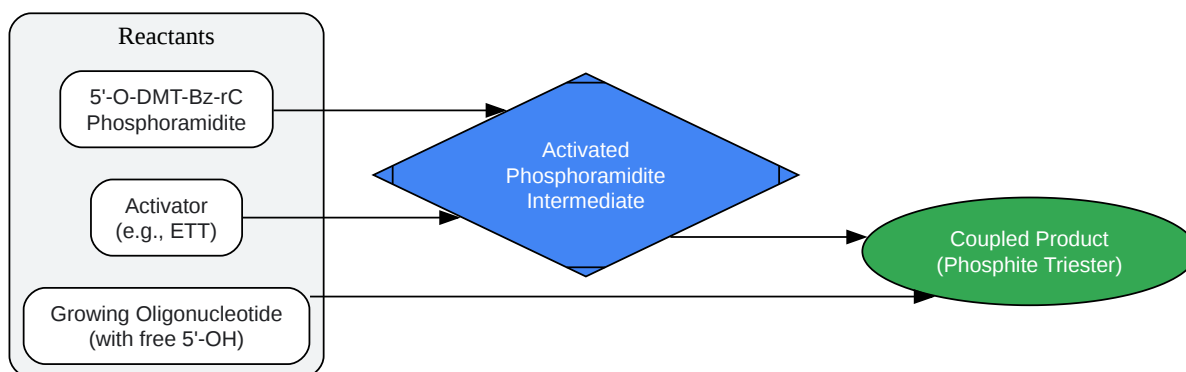 Reactants
5'-O-DMT-Bz-rC
Phosphoramidite
Activator
(e.g., ETT)
Growing Oligonucleotide
(with free 5'-OH)
Activated
Phosphoramidite
Intermediate
Coupled Product
(Phosphite Triester)